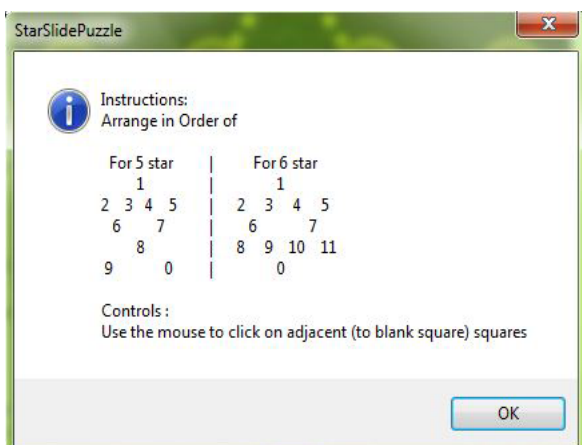 StarSlidePuzzle
x
Instructions:
Arrange in Order of
For 5 star | For 6 star
1 | 1
2 3 4 5 | 2 3 4 5
6 7 | 6 7
8 | 8 9 10 11
9 0 | 0
Controls :
Use the mouse to click on adjacent (to blank square) squares
OK